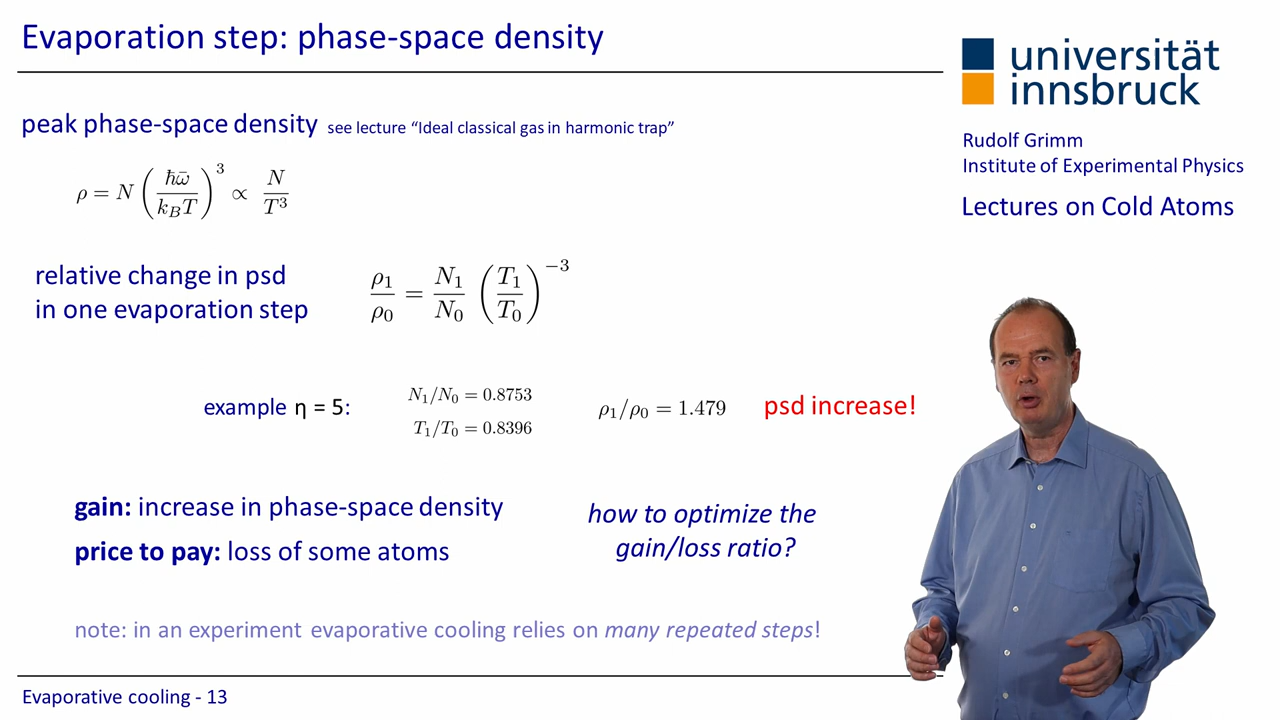 Evaporation step: phase-space density
universität
innsbruck
Rudolf Grimm
Institute of Experimental Physics
Lectures on Cold Atoms
peak phase-space density see lecture “Ideal classical gas in harmonic trap”
ρ = N (ħω̄ / k_B T)^3 ∝ N / T^3
relative change in psd
in one evaporation step
ρ₁/ρ₀ = N₁/N₀ (T₁/T₀)^−3
example η = 5:
N₁/N₀ = 0.8753
T₁/T₀ = 0.8396
ρ₁/ρ₀ = 1.479
psd increase!
gain: increase in phase-space density
price to pay: loss of some atoms
how to optimize the
gain/loss ratio?
note: in an experiment evaporative cooling relies on many repeated steps!
Evaporative cooling - 13